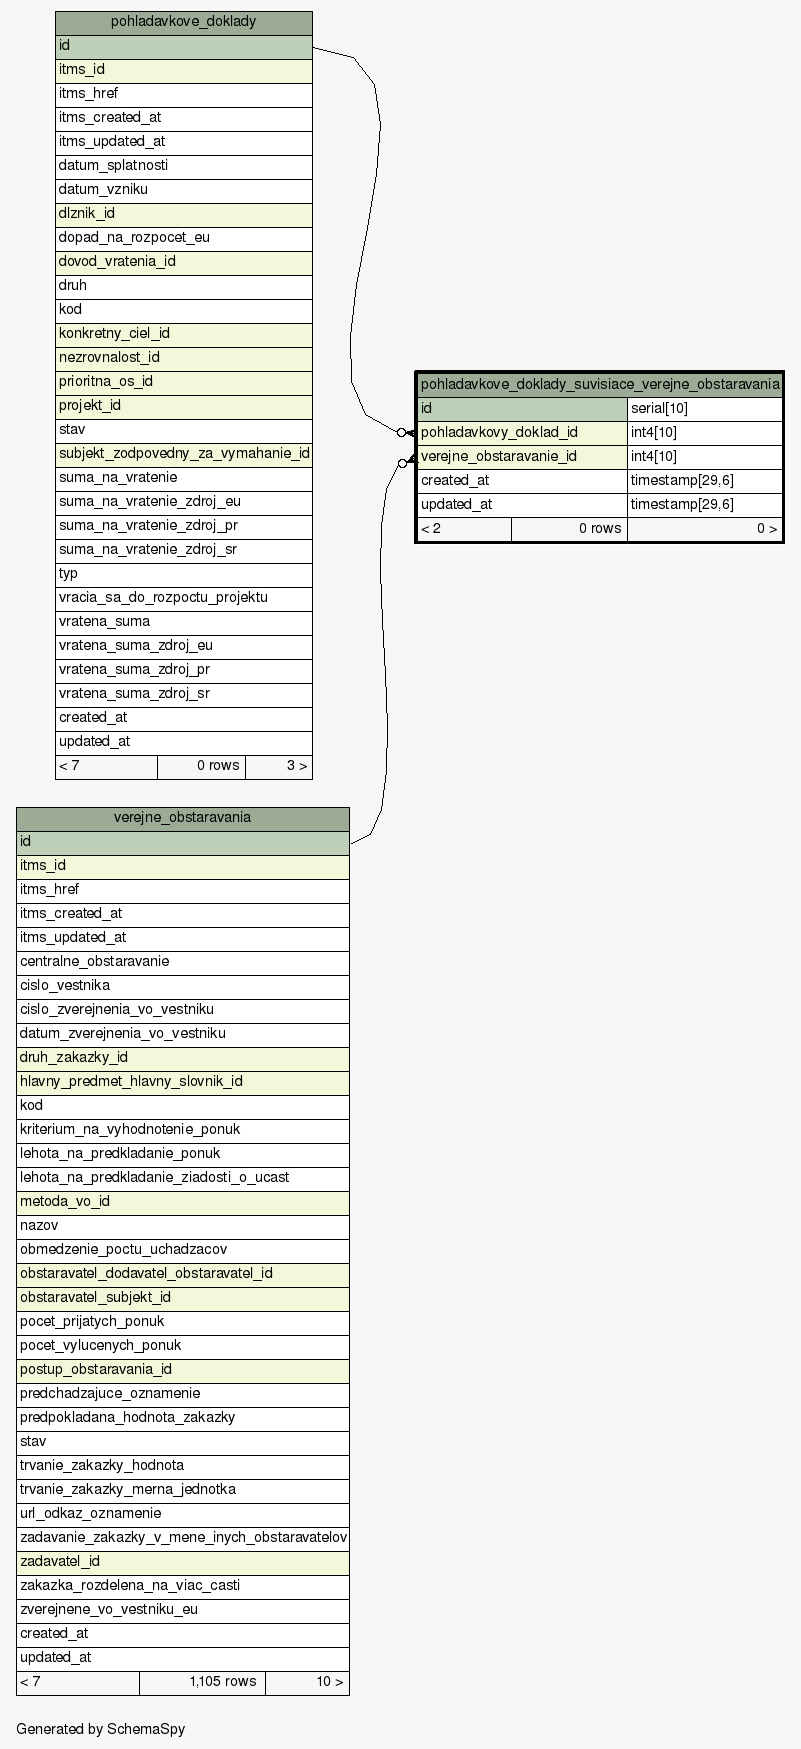 pohladavkove_doklady
id
itms_id
itms_href
itms_created_at
itms_updated_at
datum_splatnosti
datum_vzniku
dlznik_id
dopad_na_rozpocet_eu
dovod_vratenia_id
druh
kod
konkretny_ciel_id
nezrovnalost_id
prioritna_os_id
projekt_id
stav
subjekt_zodpovedny_za_vymahanie_id
suma_na_vratenie
suma_na_vratenie_zdroj_eu
suma_na_vratenie_zdroj_pr
suma_na_vratenie_zdroj_sr
typ
vracia_sa_do_rozpoctu_projektu
vratena_suma
vratena_suma_zdroj_eu
vratena_suma_zdroj_pr
vratena_suma_zdroj_sr
created_at
updated_at
< 7 0 rows 3 >
pohladavkove_doklady_suvisiace_verejne_obstaravania
id serial[10]
pohladavkovy_doklad_id int4[10]
verejne_obstaravanie_id int4[10]
created_at timestamp[29,6]
updated_at timestamp[29,6]
< 2 0 rows 0 >
verejne_obstaravania
id
itms_id
itms_href
itms_created_at
itms_updated_at
centralne_obstaravanie
cislo_vestnika
cislo_zverejnenia_vo_vestniku
datum_zverejnenia_vo_vestniku
druh_zakazky_id
hlavny_predmet_hlavny_slovnik_id
kod
kriterium_na_vyhodnotenie_ponuk
lehota_na_predkladanie_ponuk
lehota_na_predkladanie_ziadosti_o_ucast
metoda_vo_id
nazov
obmedzenie_poctu_uchadzacov
obstaravatel_dodavatel_obstaravatel_id
obstaravatel_subjekt_id
pocet_prijatych_ponuk
pocet_vylucenych_ponuk
postup_obstaravania_id
predchadzajuce_oznamenie
predpokladana_hodnota_zakazky
stav
trvanie_zakazky_hodnota
trvanie_zakazky_merna_jednotka
url_odkaz_oznamenie
zadavanie_zakazky_v_mene_inych_obstaravatelov
zadavatel_id
zakazka_rozdelena_na_viac_casti
zverejnene_vo_vestniku_eu
created_at
updated_at
< 7 1,105 rows 10 >
Generated by SchemaSpy